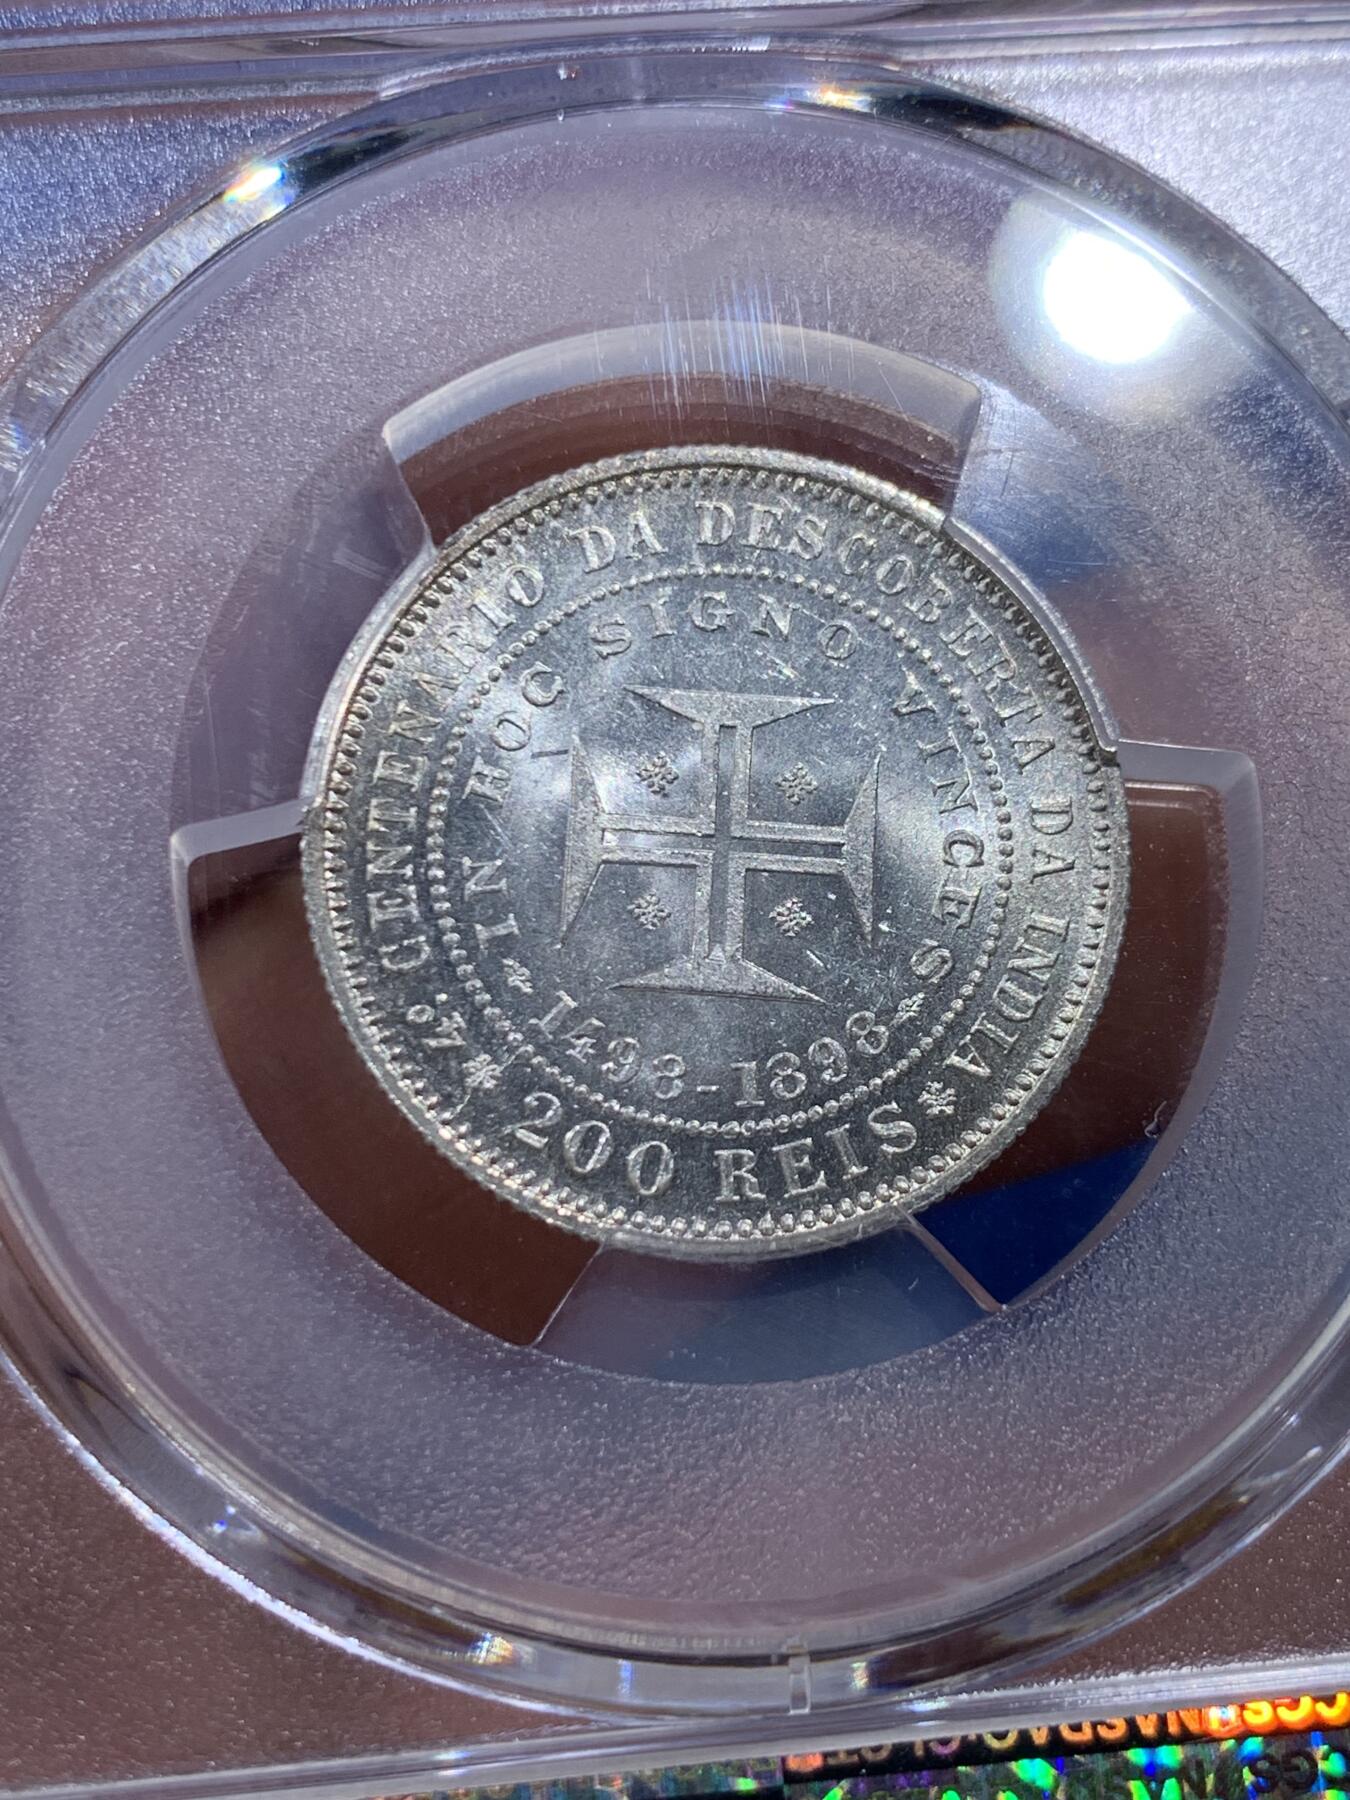 4.º CENTENARIO DA DESCOBERTA DA INDIA
200 REIS
IN HOC SIGNO VINCES
1498-1898